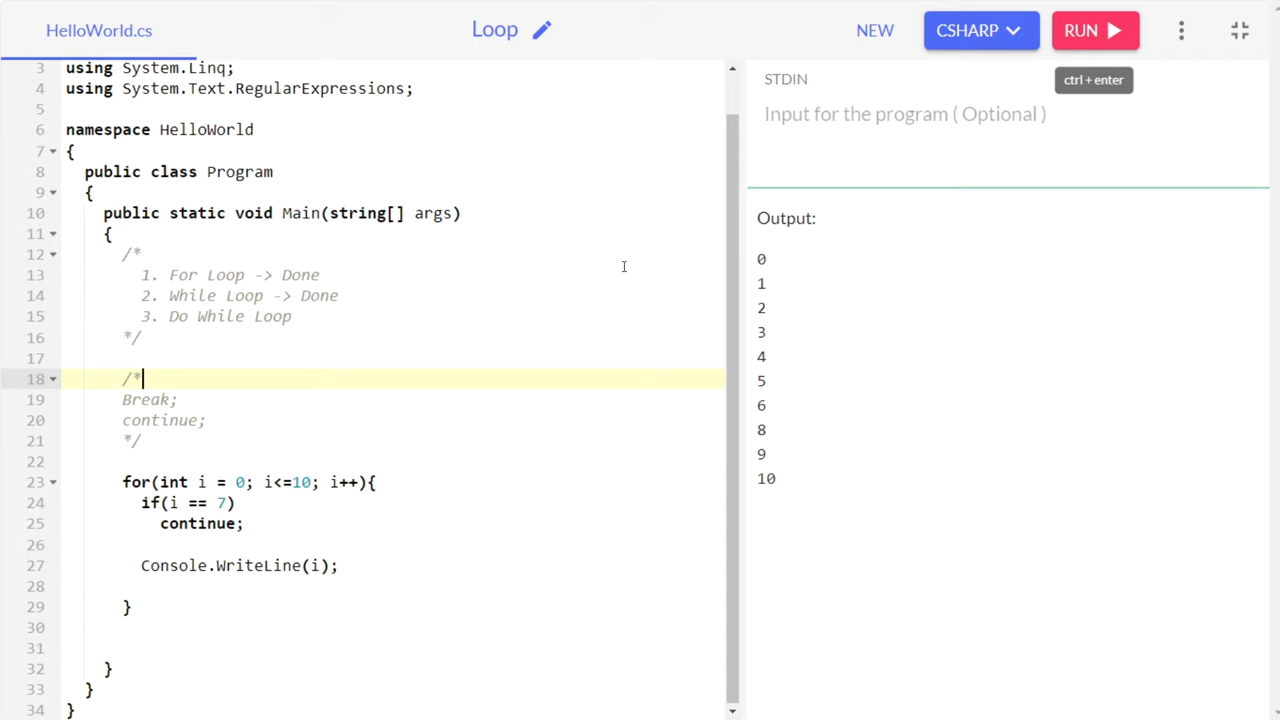 HelloWorld.cs
Loop
NEW
CSHARP
RUN
3 using System.Linq;
4 using System.Text.RegularExpressions;
5
6 namespace HelloWorld
7 {
8 public class Program
9 {
10 public static void Main(string[] args)
11 {
12 /*
13 1. For Loop -> Done
14 2. While Loop -> Done
15 3. Do While Loop
16 */
17
18 /*
19 Break;
20 continue;
21 */
22
23 for(int i = 0; i<=10; i++){
24 if(i == 7)
25 continue;
26
27 Console.WriteLine(i);
28
29 }
30
31
32 }
33 }
34 }
STDIN
ctrl + enter
Input for the program ( Optional )
Output:
0
1
2
3
4
5
6
8
9
10